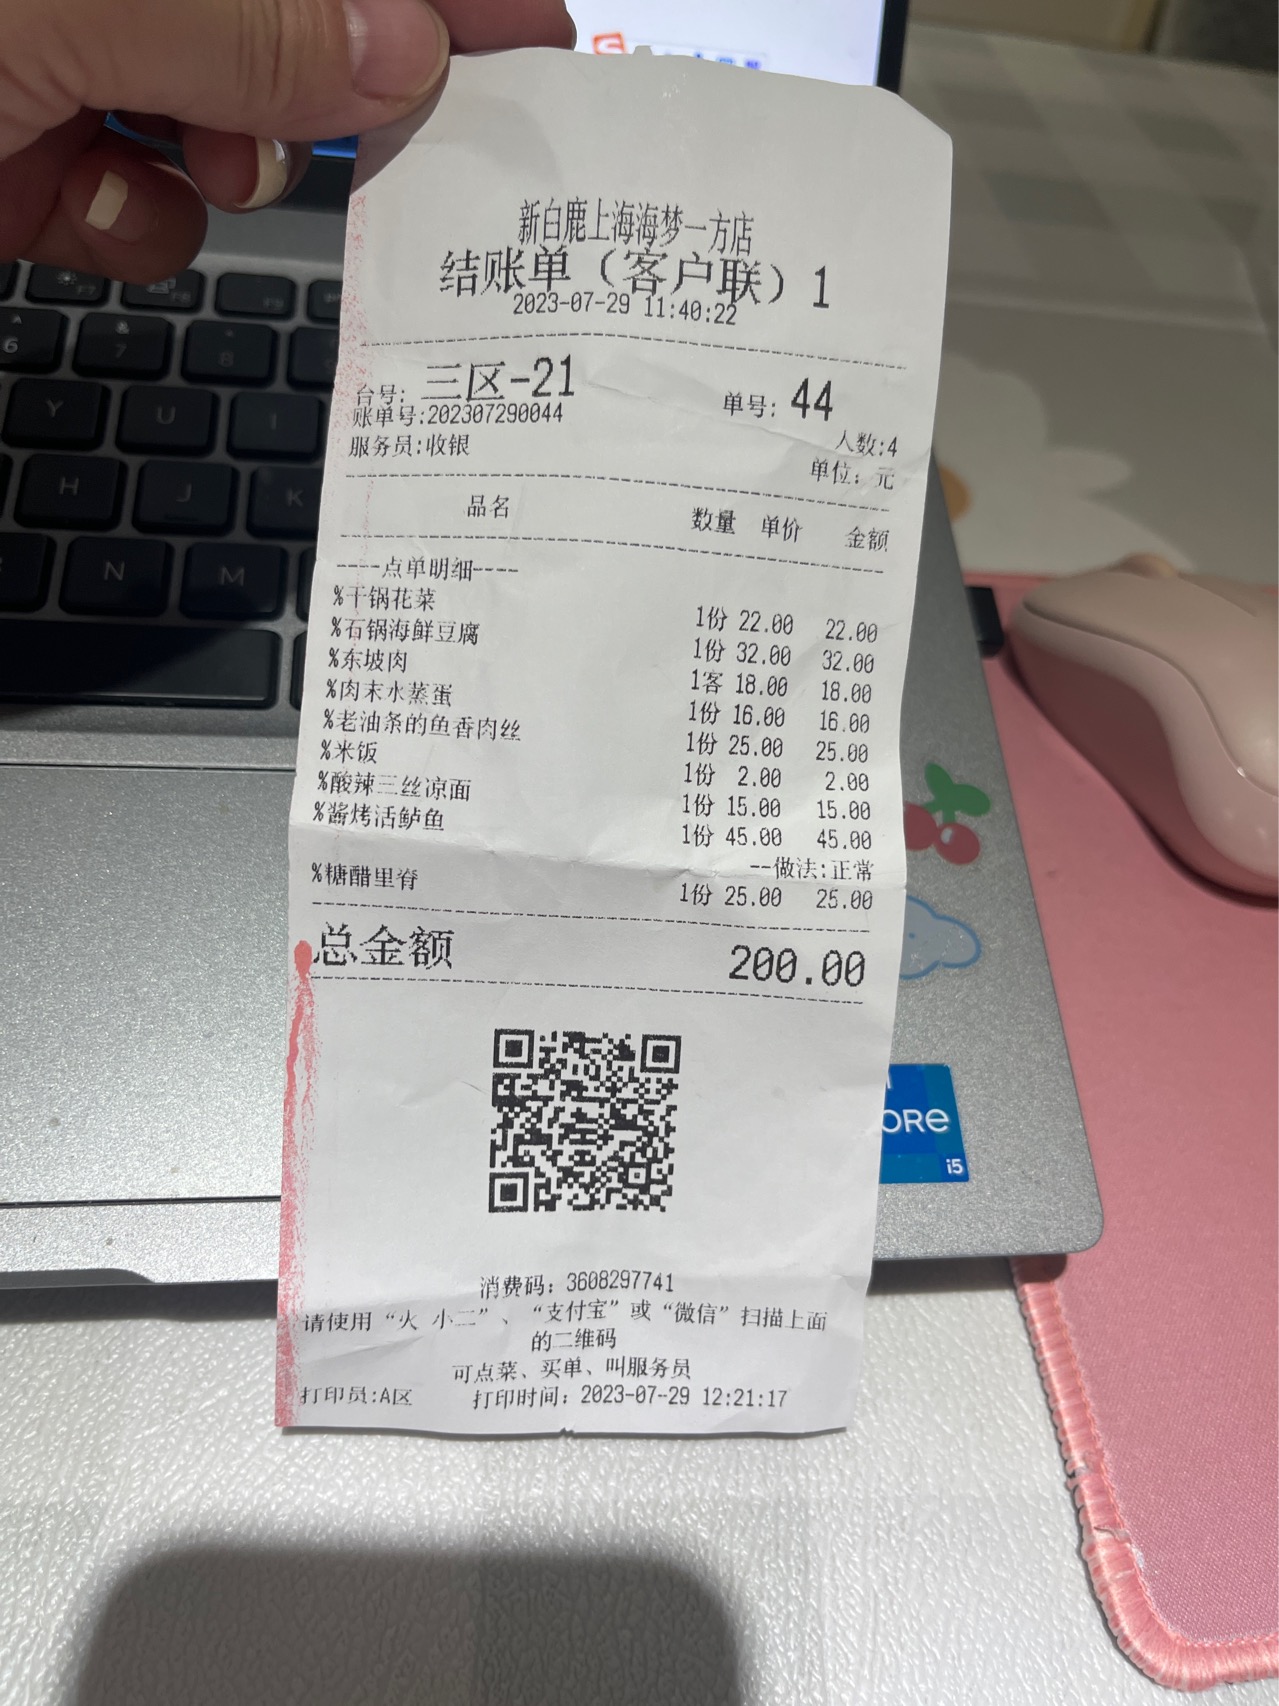 新白鹿上海海梦一方店
结账单（客户联）1
2023-07-29 11:40:22
台号: 三区-21 单号: 44
账单号:202307290044 人数:4
服务员:收银 单位: 元
品名 数量 单价 金额
----点单明细----
%干锅花菜 1份 22.00 22.00
%石锅海鲜豆腐 1份 32.00 32.00
%东坡肉 1客 18.00 18.00
%肉末水蒸蛋 1份 16.00 16.00
%老油条的鱼香肉丝 1份 25.00 25.00
%米饭 1份 2.00 2.00
%酸辣三丝凉面 1份 15.00 15.00
%酱烤活鲈鱼 1份 45.00 45.00
--做法:正常
%糖醋里脊 1份 25.00 25.00
总金额 200.00
消费码: 3608297741
请使用“火 小二”、“支付宝”或“微信”扫描上面
的二维码
可点菜、买单、叫服务员
打印员:A区 打印时间: 2023-07-29 12:21:17
F7
6
7
8
Y
U
I
H
J
K
N
M
ORe
i5